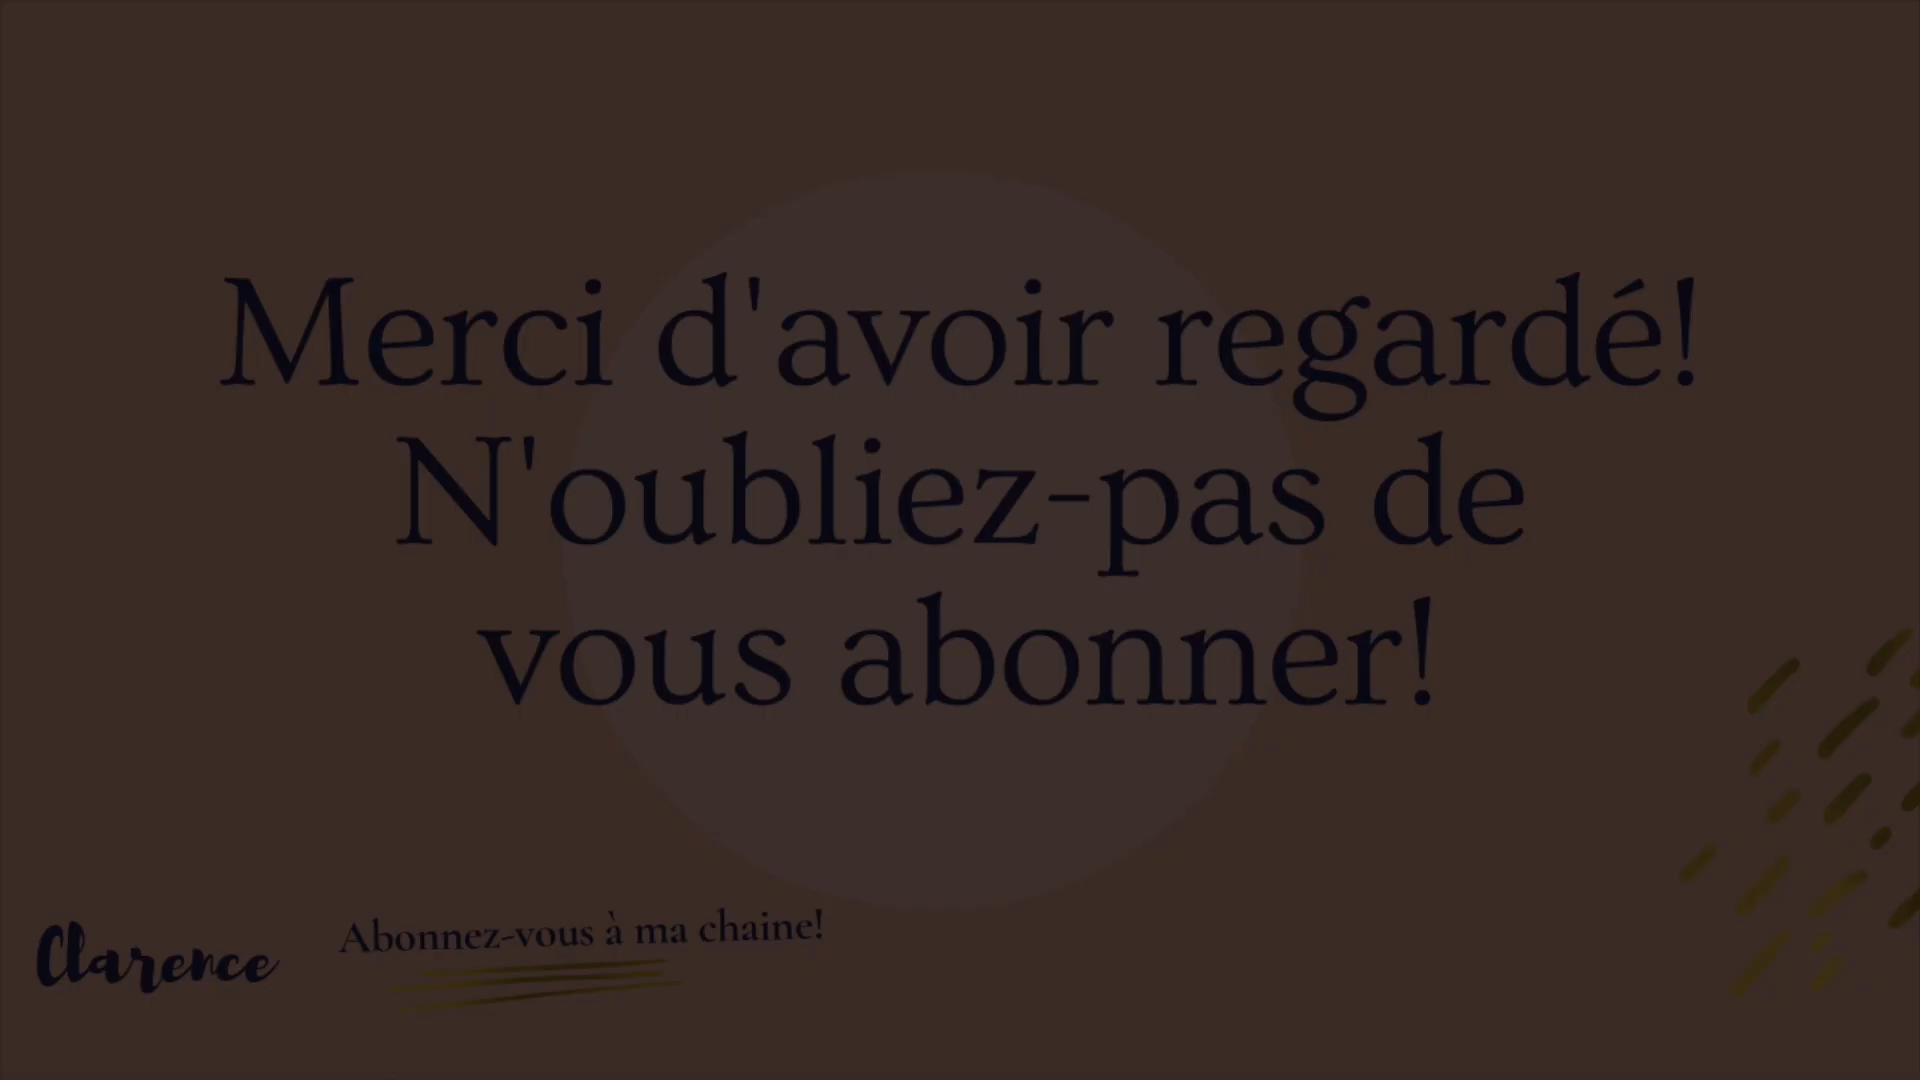 Merci d'avoir regardé!
N'oubliez-pas de
vous abonner!
Clarence
Abonnez-vous à ma chaine!